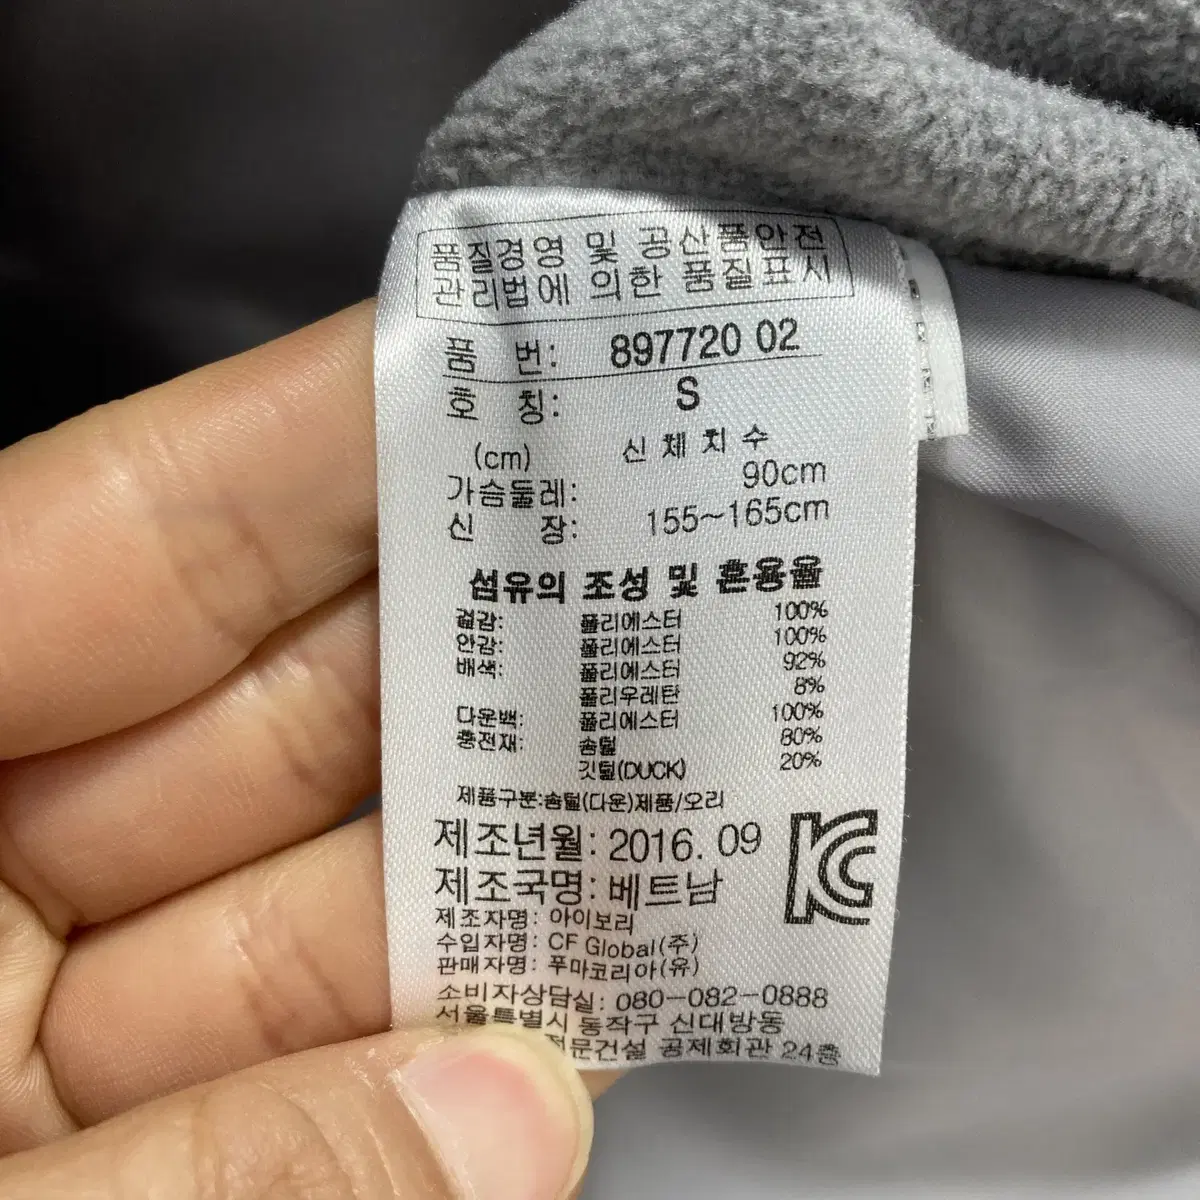 품질경영 및 공산품안전
관리법에 의한 품질표시
품 번: 897720 02
호 칭: S
(cm) 신체치수
가슴둘레: 90cm
신 장: 155~165cm
섬유의 조성 및 혼용율
겉감: 폴리에스터 100%
안감: 폴리에스터 100%
배색: 폴리에스터 92%
폴리우레탄 8%
다운백: 폴리에스터 100%
충전재: 솜털 80%
깃털(DUCK) 20%
제품구분:솜털(다운)제품/오리
제조년월: 2016. 09
제조국명: 베트남
제조자명: 아이보리
수입자명: CF Global(주)
판매자명: 푸마코리아(유)
소비자상담실: 080-082-0888
서울특별시 동작구 신대방동
전문건설 공제회관 24층